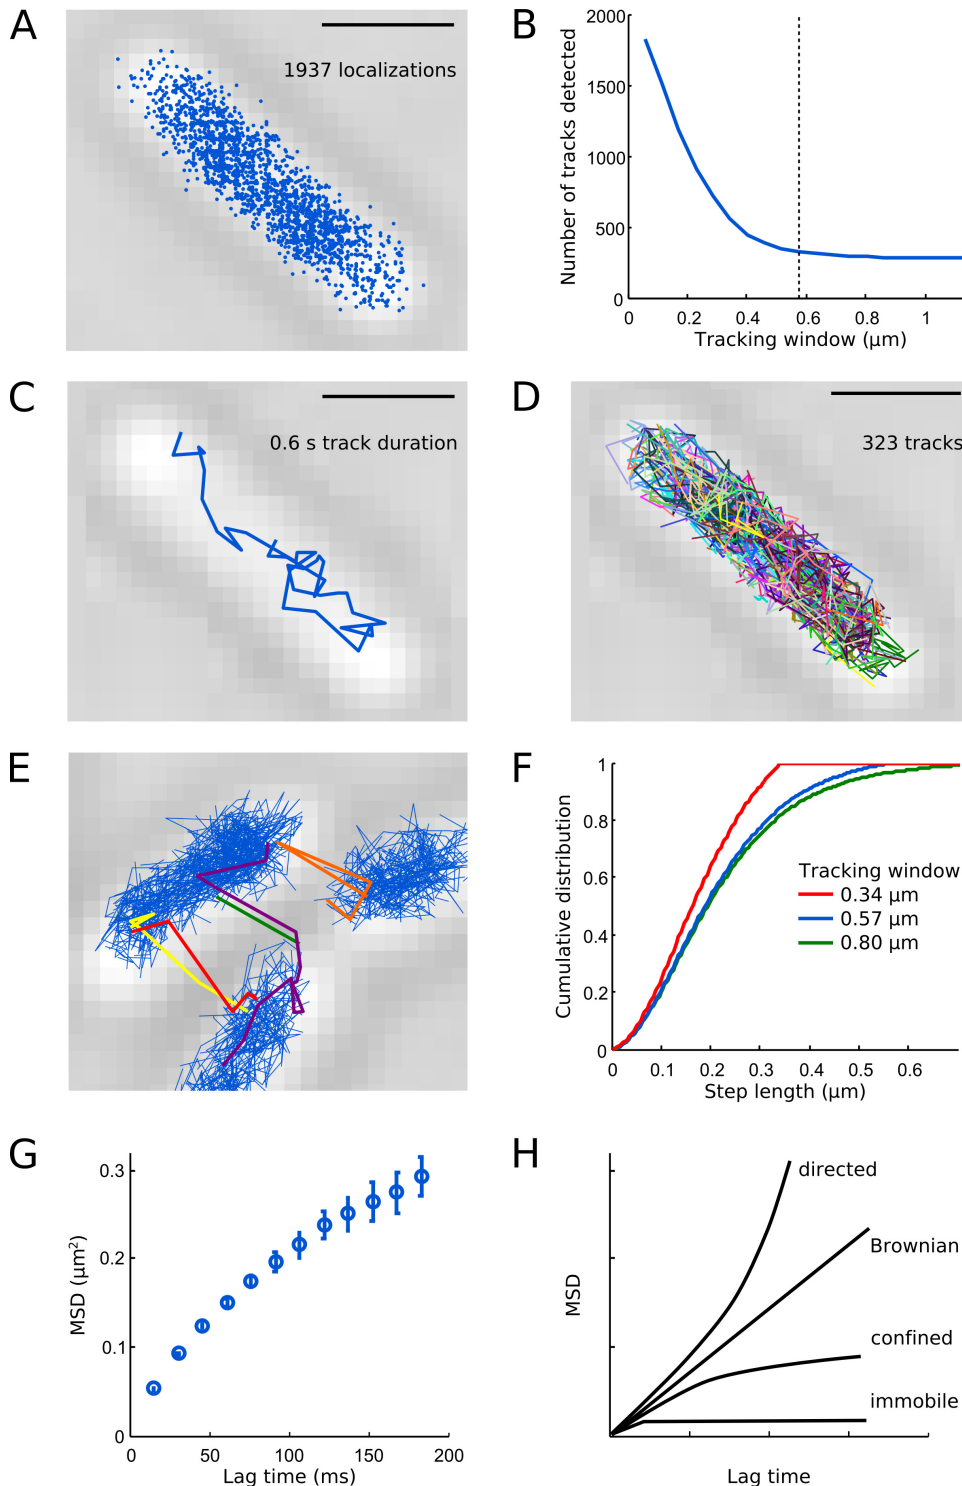 A
1937 localizations
B
Number of tracks detected
2000
1500
1000
500
0
0 0.2 0.4 0.6 0.8 1
Tracking window (µm)
C
0.6 s track duration
D
323 tracks
E
F
Cumulative distribution
1
0.8
0.6
0.4
0.2
0
0 0.1 0.2 0.3 0.4 0.5 0.6
Step length (µm)
Tracking window
0.34 µm
0.57 µm
0.80 µm
G
MSD (µm²)
0.3
0.2
0.1
0
0 50 100 150 200
Lag time (ms)
H
MSD
directed
Brownian
confined
immobile
Lag time